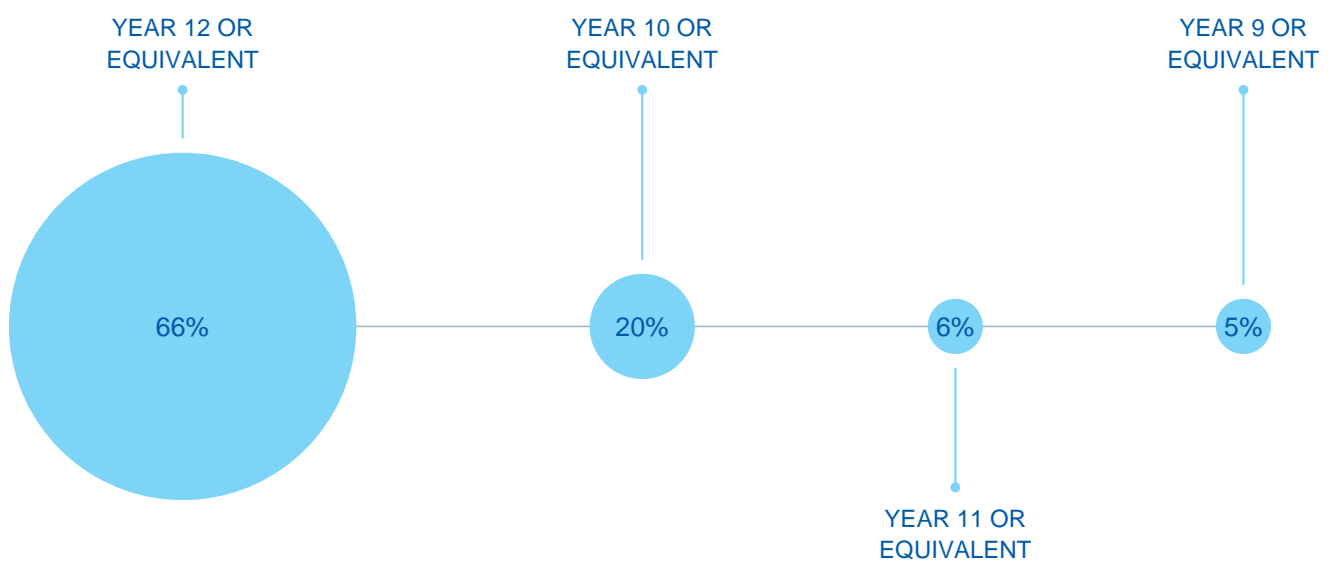 YEAR 12 OR
EQUIVALENT
YEAR 10 OR
EQUIVALENT
YEAR 9 OR
EQUIVALENT
66%
20%
6%
5%
YEAR 11 OR
EQUIVALENT